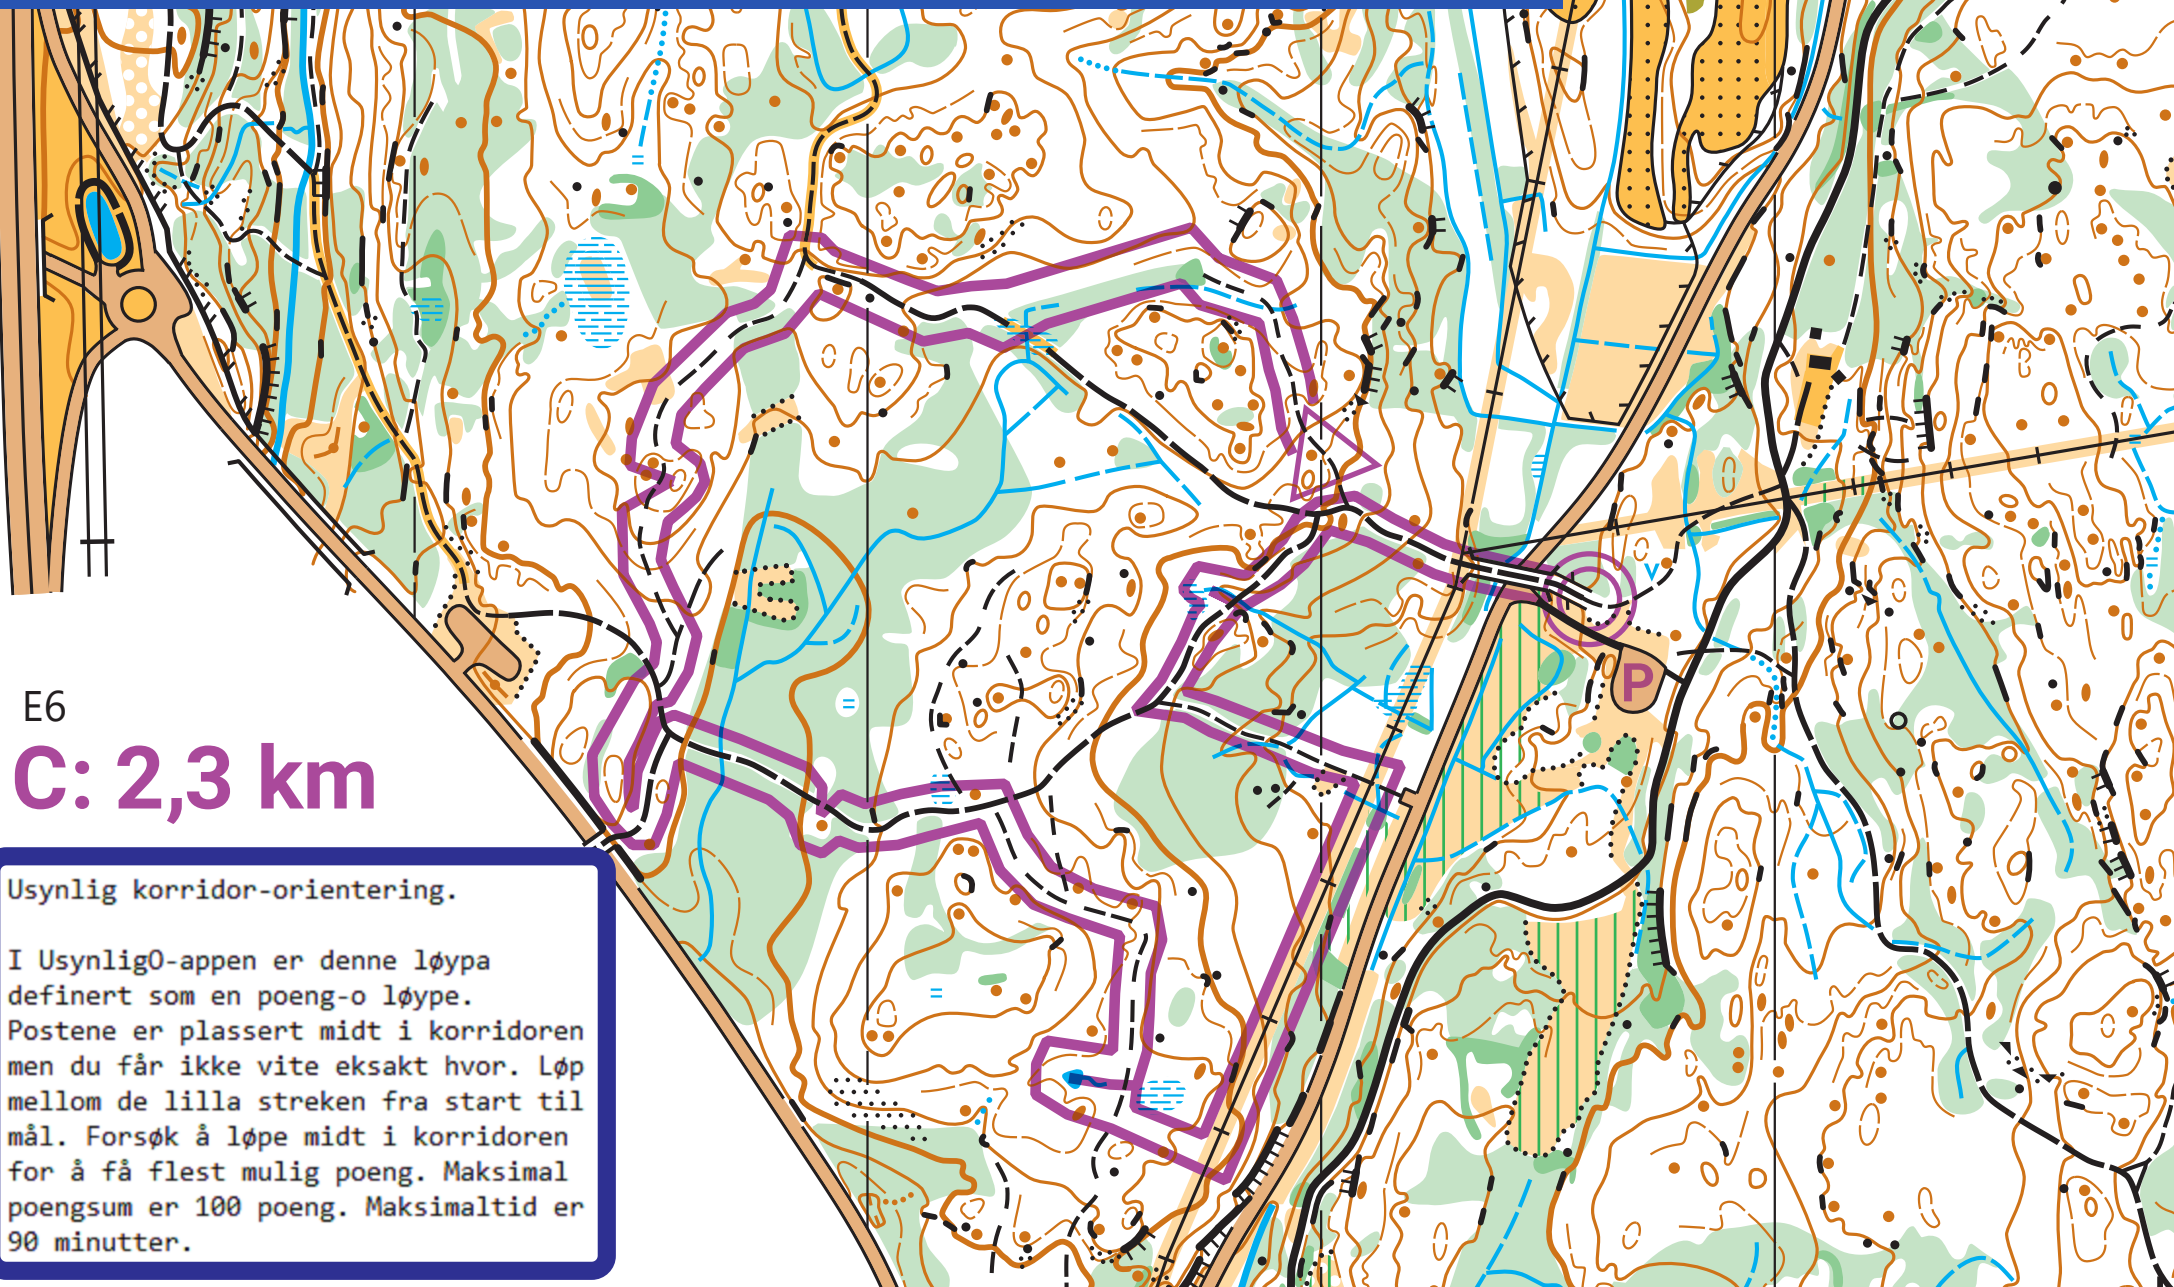 P
E6
C: 2,3 km
Usynlig korridor-orientering.
I UsynligO-appen er denne løypa
definert som en poeng-o løype.
Postene er plassert midt i korridoren
men du får ikke vite eksakt hvor. Løp
mellom de lilla streken fra start til
mål. Forsøk å løpe midt i korridoren
for å få flest mulig poeng. Maksimal
poengsum er 100 poeng. Maksimaltid er
90 minutter.